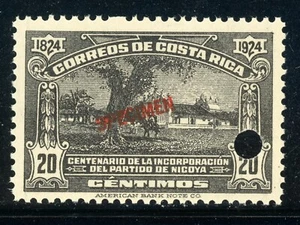 1824 1924
CORREOS DE COSTA RICA
SPECIMEN
20 CENTENARIO DE LA INCORPORACIÓN 20
DEL PARTIDO DE NICOYA
CÉNTIMOS
AMERICAN BANK NOTE CO.